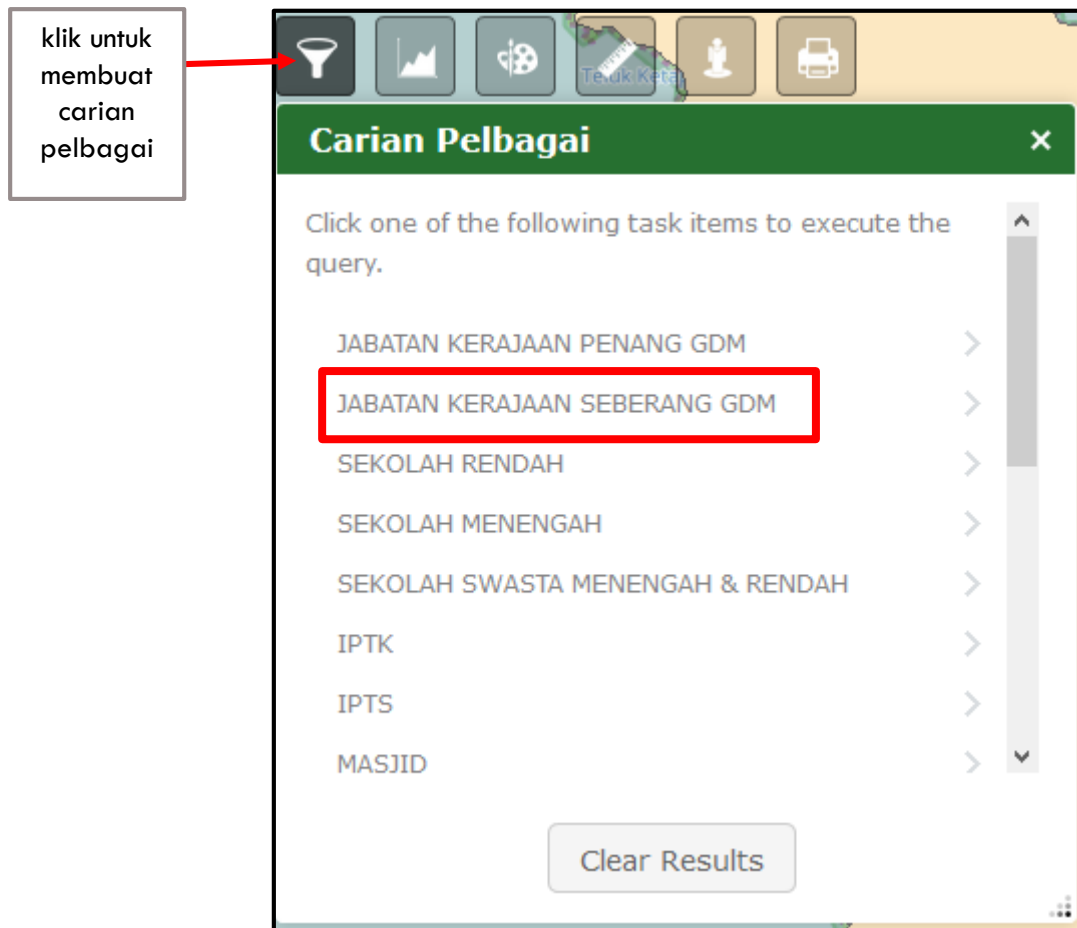 klik untuk
membuat
carian
pelbagai
Carian Pelbagai
Click one of the following task items to execute the
query.
JABATAN KERAJAAN PENANG GDM
JABATAN KERAJAAN SEBERANG GDM
SEKOLAH RENDAH
SEKOLAH MENENGAH
SEKOLAH SWASTA MENENGAH & RENDAH
IPTK
IPTS
MASJID
Clear Results